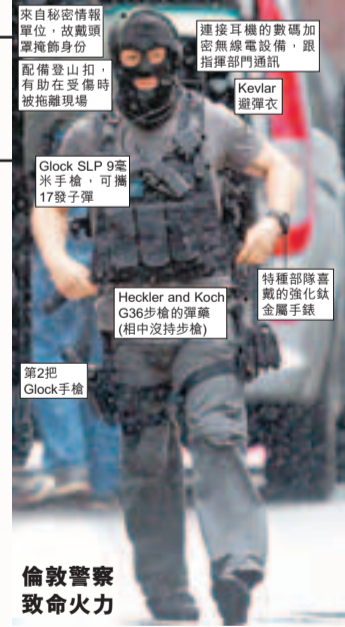 來自秘密情報
單位，故戴頭
罩掩飾身份
配備登山扣，
有助在受傷時
被拖離現場
連接耳機的數碼加
密無線電設備，跟
指揮部門通訊
Kevlar
避彈衣
Glock SLP 9毫
米手槍，可攜
17發子彈
Heckler and Koch
G36步槍的彈藥
(相中沒持步槍)
特種部隊喜
戴的強化鈦
金屬手錶
第2把
Glock手槍
倫敦警察
致命火力